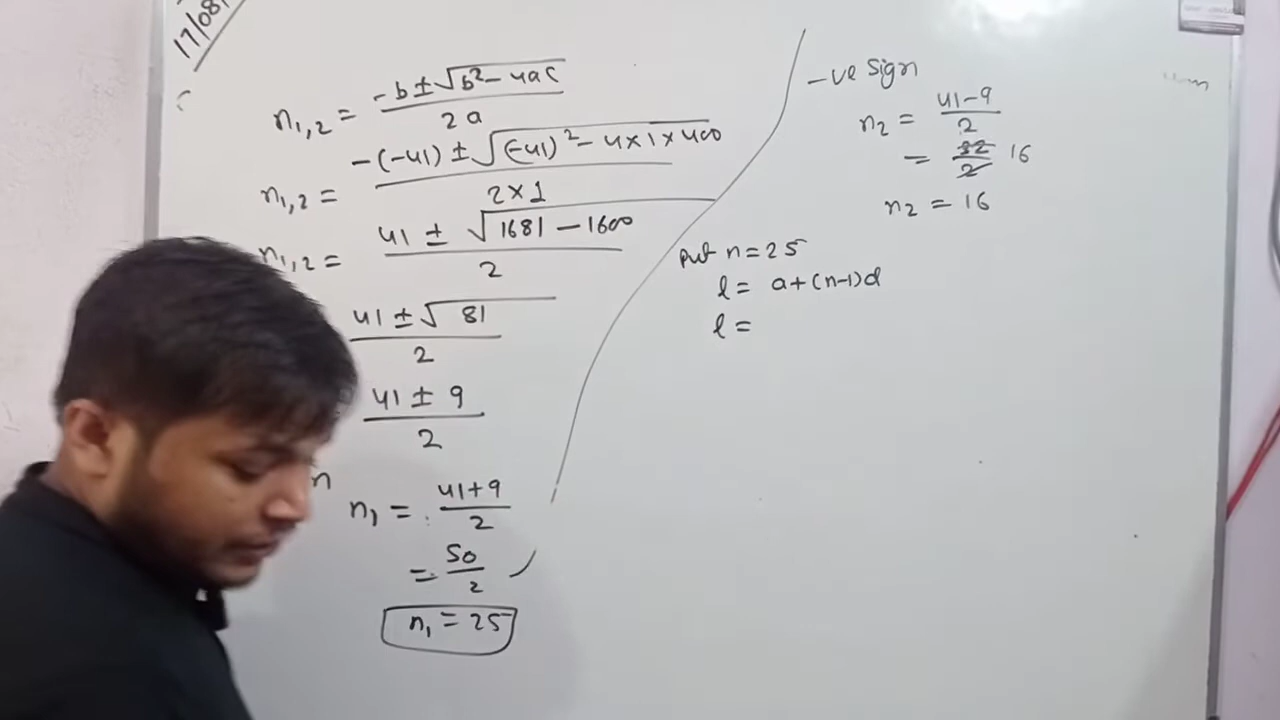 17/08/
n₁,₂ = -b ± √b² - 4ac / 2a
n₁,₂ = -(-41) ± √(-41)² - 4×1×400 / 2×1
n₁,₂ = 41 ± √1681 - 1600 / 2
41 ± √81 / 2
41 ± 9 / 2
n
n₁ = 41+9 / 2
= 50 / 2
n₁ = 25
-ve sign
n₂ = 41-9 / 2
= 32 / 2 16
n₂ = 16
put n = 25
l = a+(n-1)d
l =